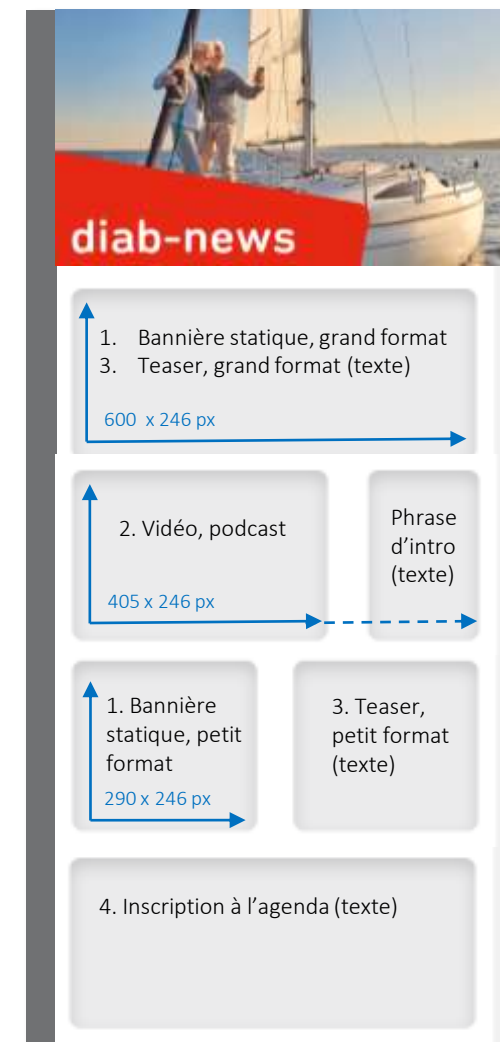 diab-news
1. Bannière statique, grand format
3. Teaser, grand format (texte)
600 x 246 px
2. Vidéo, podcast
405 x 246 px
Phrase
d’intro
(texte)
1. Bannière
statique, petit
format
290 x 246 px
3. Teaser,
petit format
(texte)
4. Inscription à l’agenda (texte)